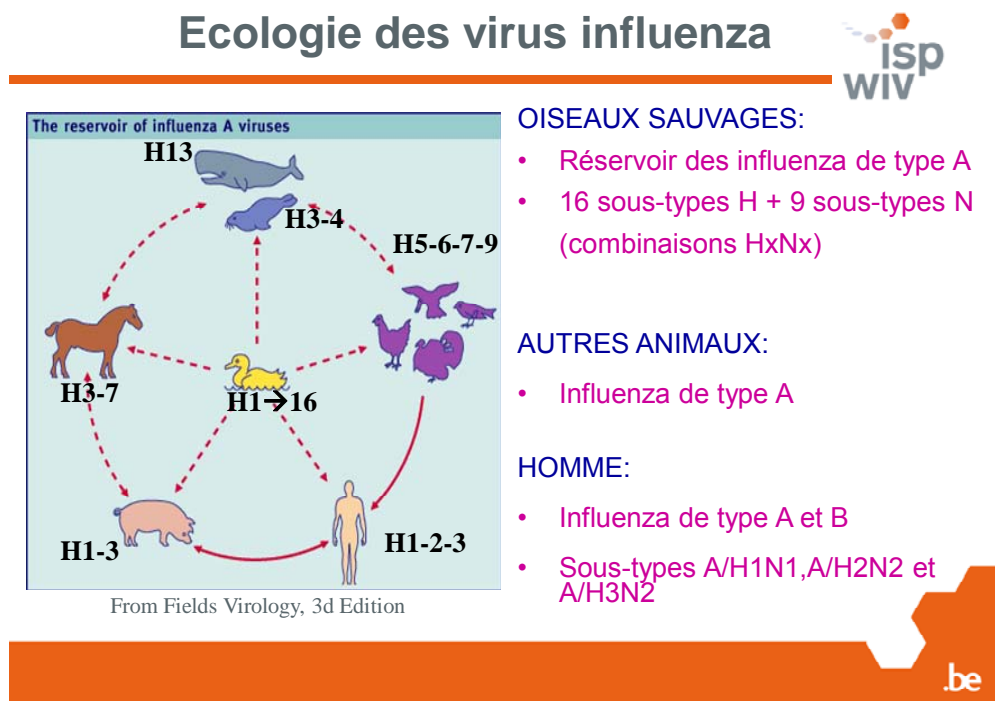 Ecologie des virus influenza
isp
WIV
The reservoir of influenza A viruses
H13
H3-4
H5-6-7-9
H3-7
H1→16
H1-3
H1-2-3
From Fields Virology, 3d Edition
OISEAUX SAUVAGES:
• Réservoir des influenza de type A
• 16 sous-types H + 9 sous-types N
(combinaisons HxNx)
AUTRES ANIMAUX:
• Influenza de type A
HOMME:
• Influenza de type A et B
• Sous-types A/H1N1,A/H2N2 et
A/H3N2
.be